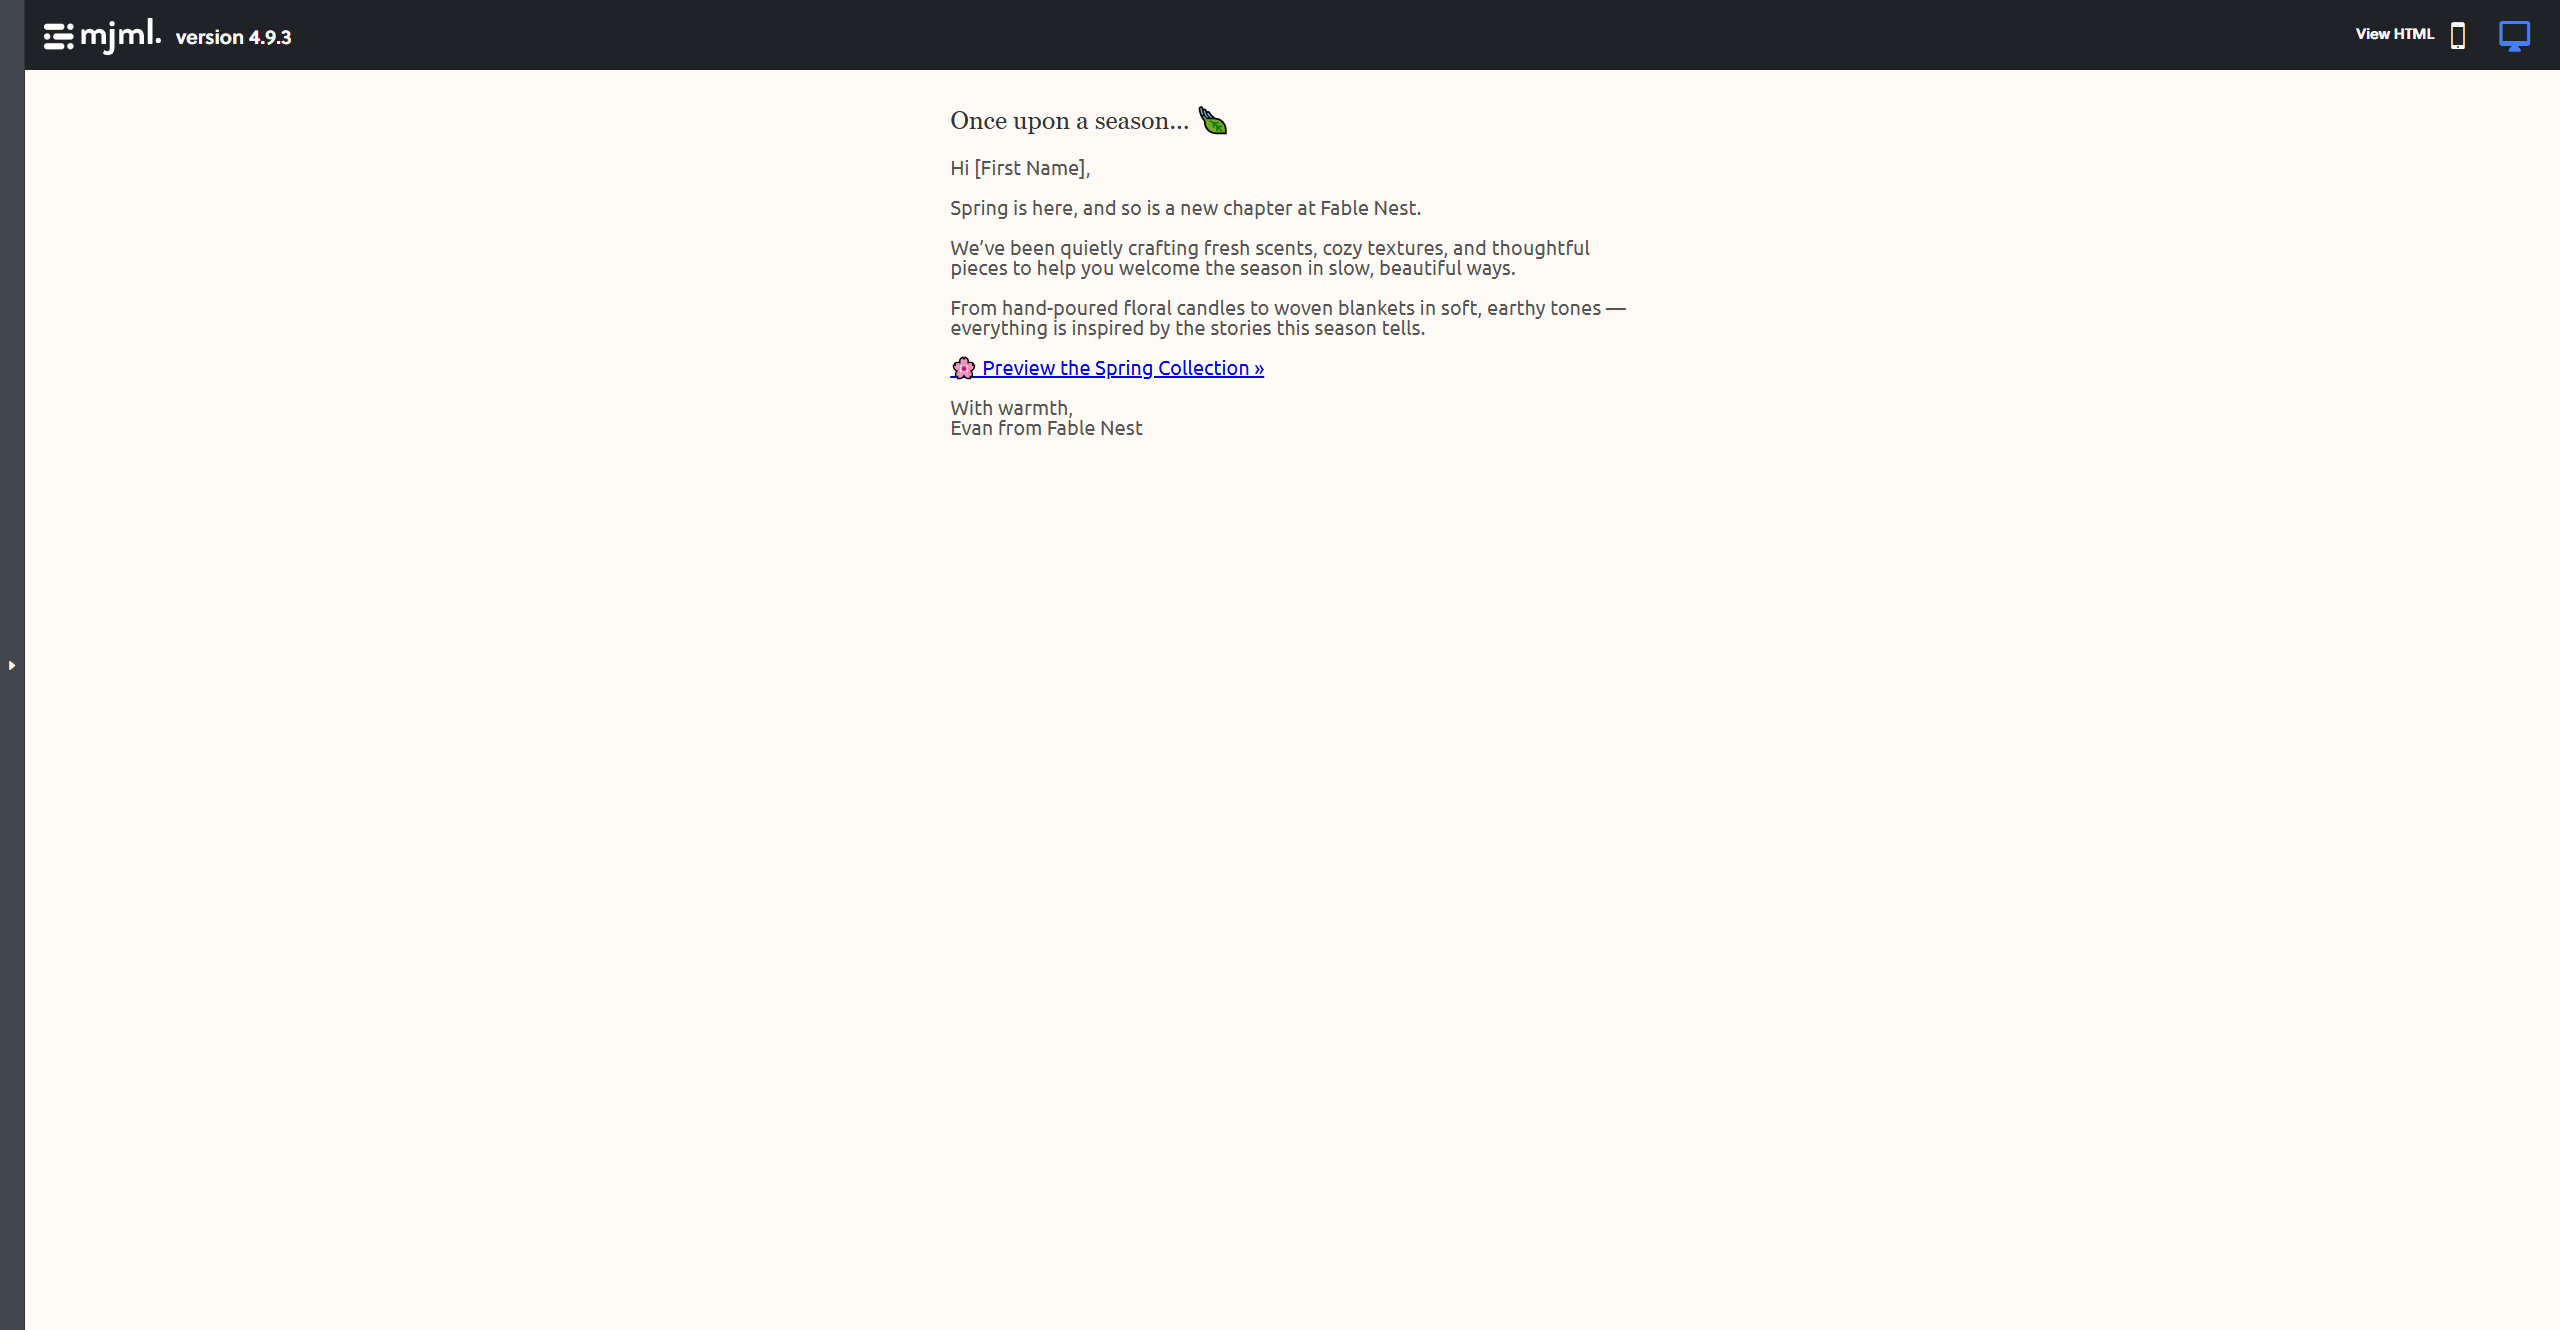 mjml. version 4.9.3
View HTML
Once upon a season...
Hi [First Name],
Spring is here, and so is a new chapter at Fable Nest.
We’ve been quietly crafting fresh scents, cozy textures, and thoughtful
pieces to help you welcome the season in slow, beautiful ways.
From hand-poured floral candles to woven blankets in soft, earthy tones —
everything is inspired by the stories this season tells.
Preview the Spring Collection »
With warmth,
Evan from Fable Nest